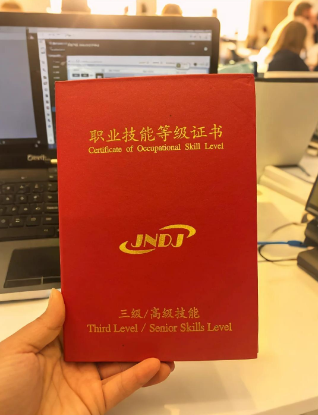 职业技能等级证书
Certificate of Occupational Skill Level
JNDJ
三级/高级技能
Third Level / Senior Skills Level